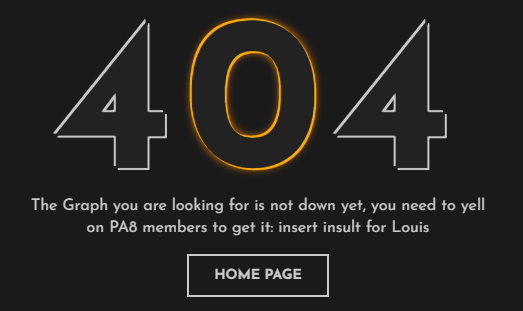 404
The Graph you are looking for is not down yet, you need to yell
on PA8 members to get it: insert insult for Louis
HOME PAGE